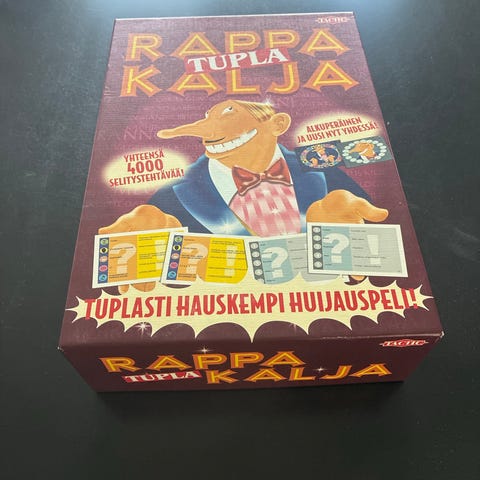 TACTIC
RAPPA
TUPLA
KALJA
YHTEENSÄ
4000
SELITYSTEHTÄVÄÄ!
ALKUPERÄINEN
JA UUSI NYT YHDESSÄ!
? !
? !
? !
? !
TUPLASTI HAUSKEMPI HUIJAUSPELI!
TACTIC
RAPPA
TUPLA
KALJA